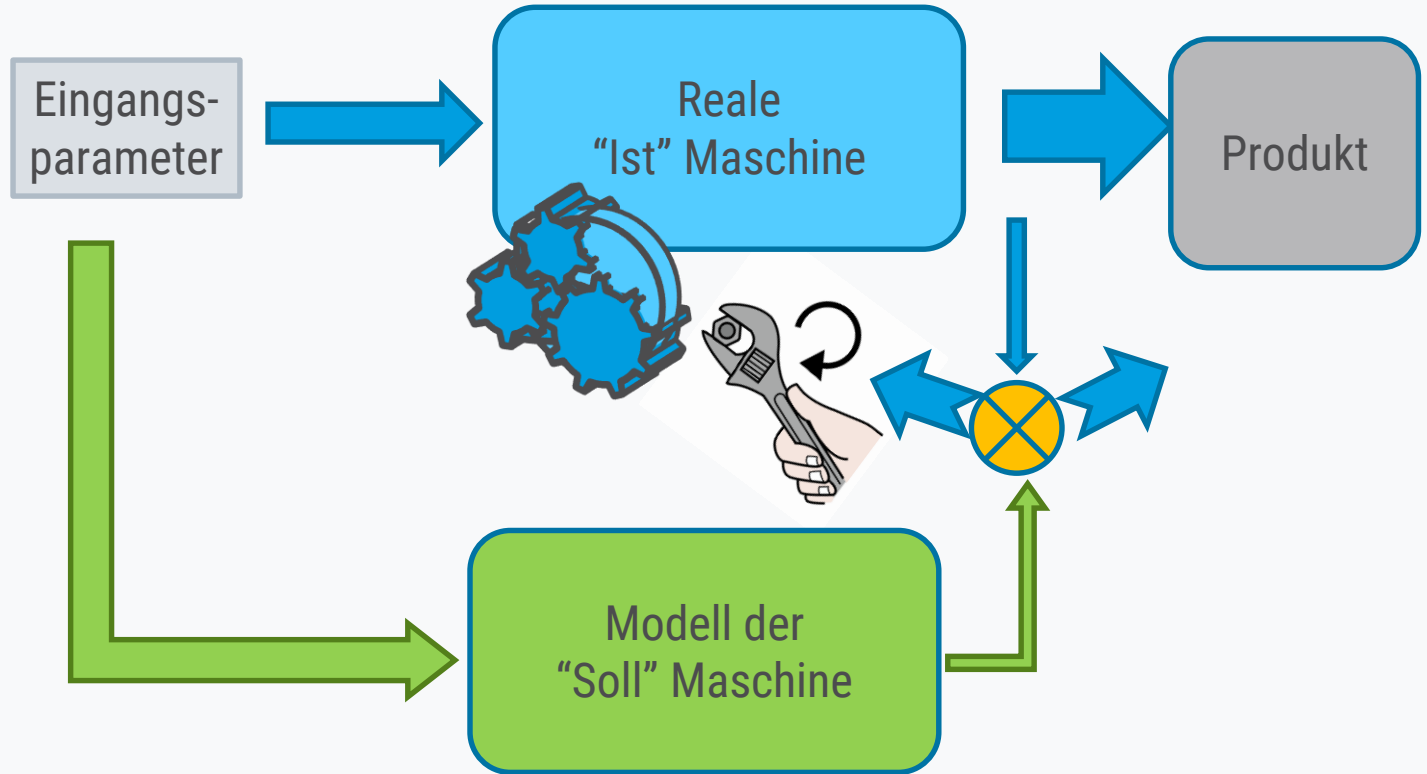 Eingangs-
parameter
Reale
“Ist” Maschine
Produkt
Modell der
“Soll” Maschine